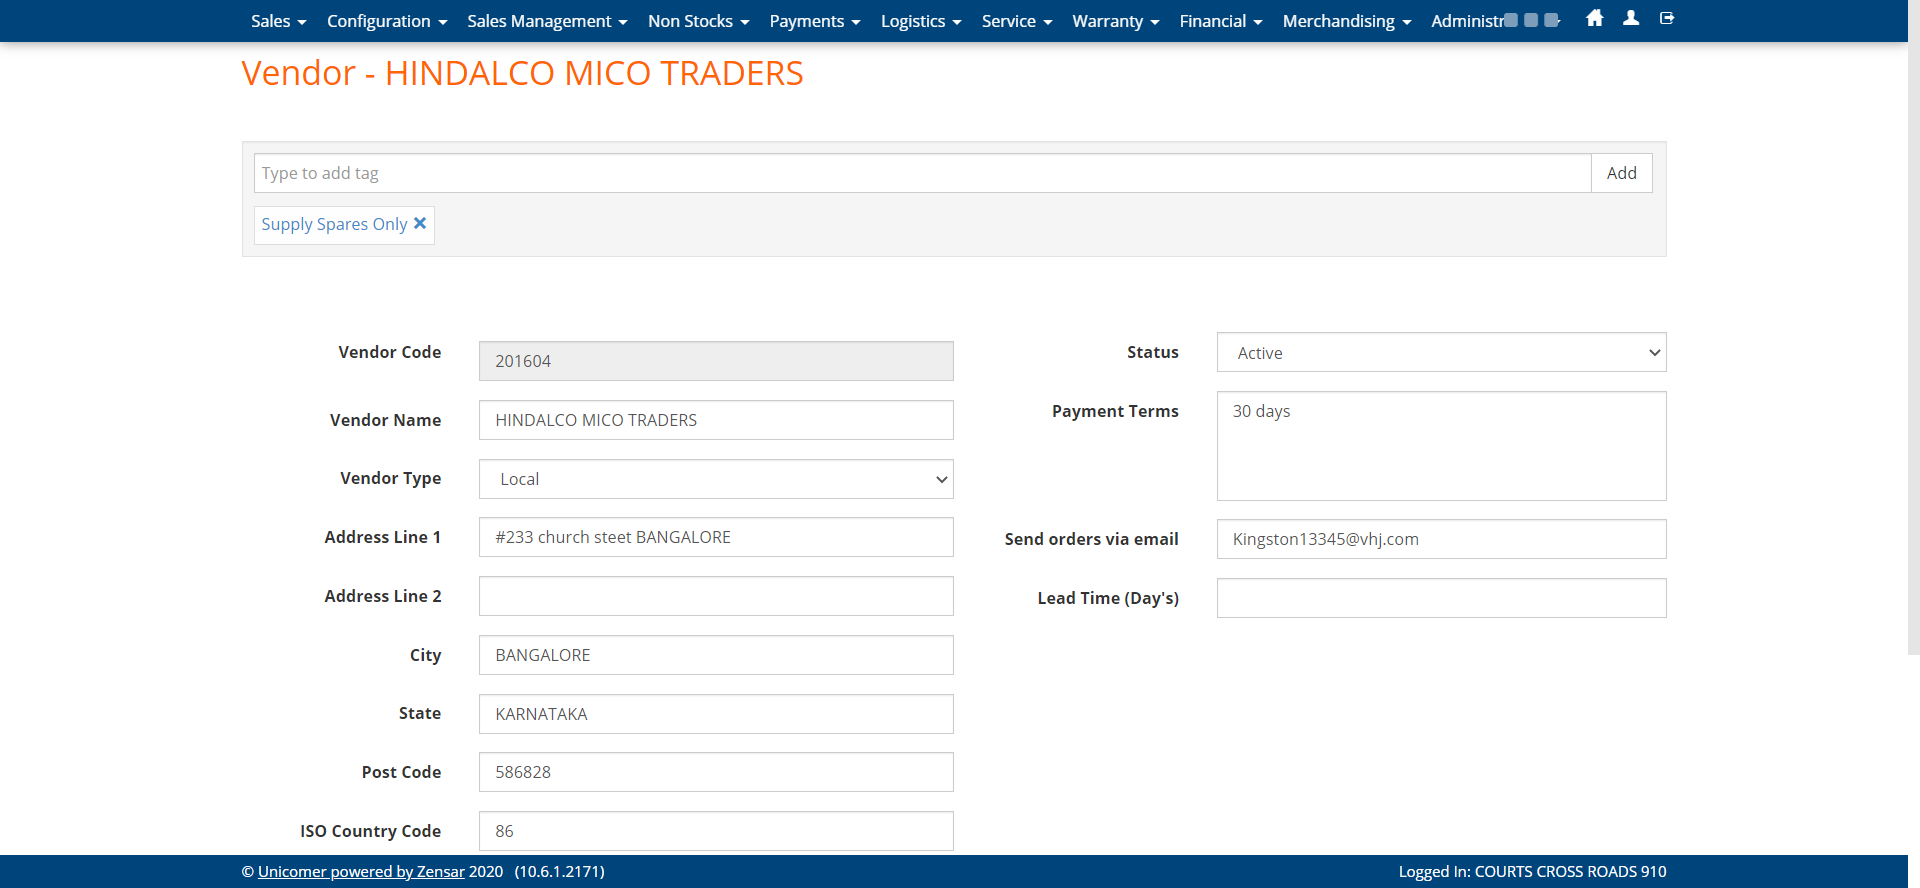 Sales Configuration Sales Management Non Stocks Payments Logistics Service Warranty Financial Merchandising
Vendor - HINDALCO MICO TRADERS
Type to add tag Add
Supply Spares Only
Vendor Code 201604
Vendor Name HINDALCO MICO TRADERS
Vendor Type Local
Address Line 1 #233 church steet BANGALORE
Address Line 2
City BANGALORE
State KARNATAKA
Post Code 586828
ISO Country Code 86
Status Active
Payment Terms 30 days
Send orders via email Kingston13345@vhj.com
Lead Time (Day's)
© Unicomer powered by Zensar 2020 (10.6.1.2171)
Logged In: COURTS CROSS ROADS 910